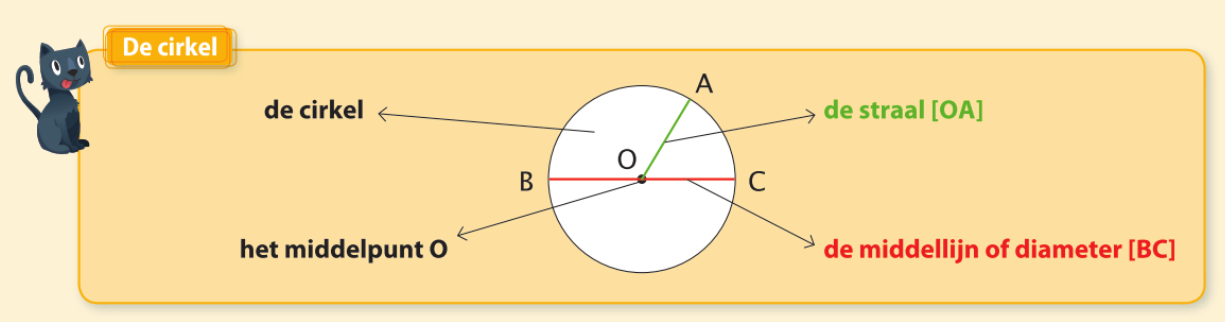 De cirkel
A
de cirkel
de straal [OA]
O
B
C
het middelpunt O
de middellijn of diameter [BC]